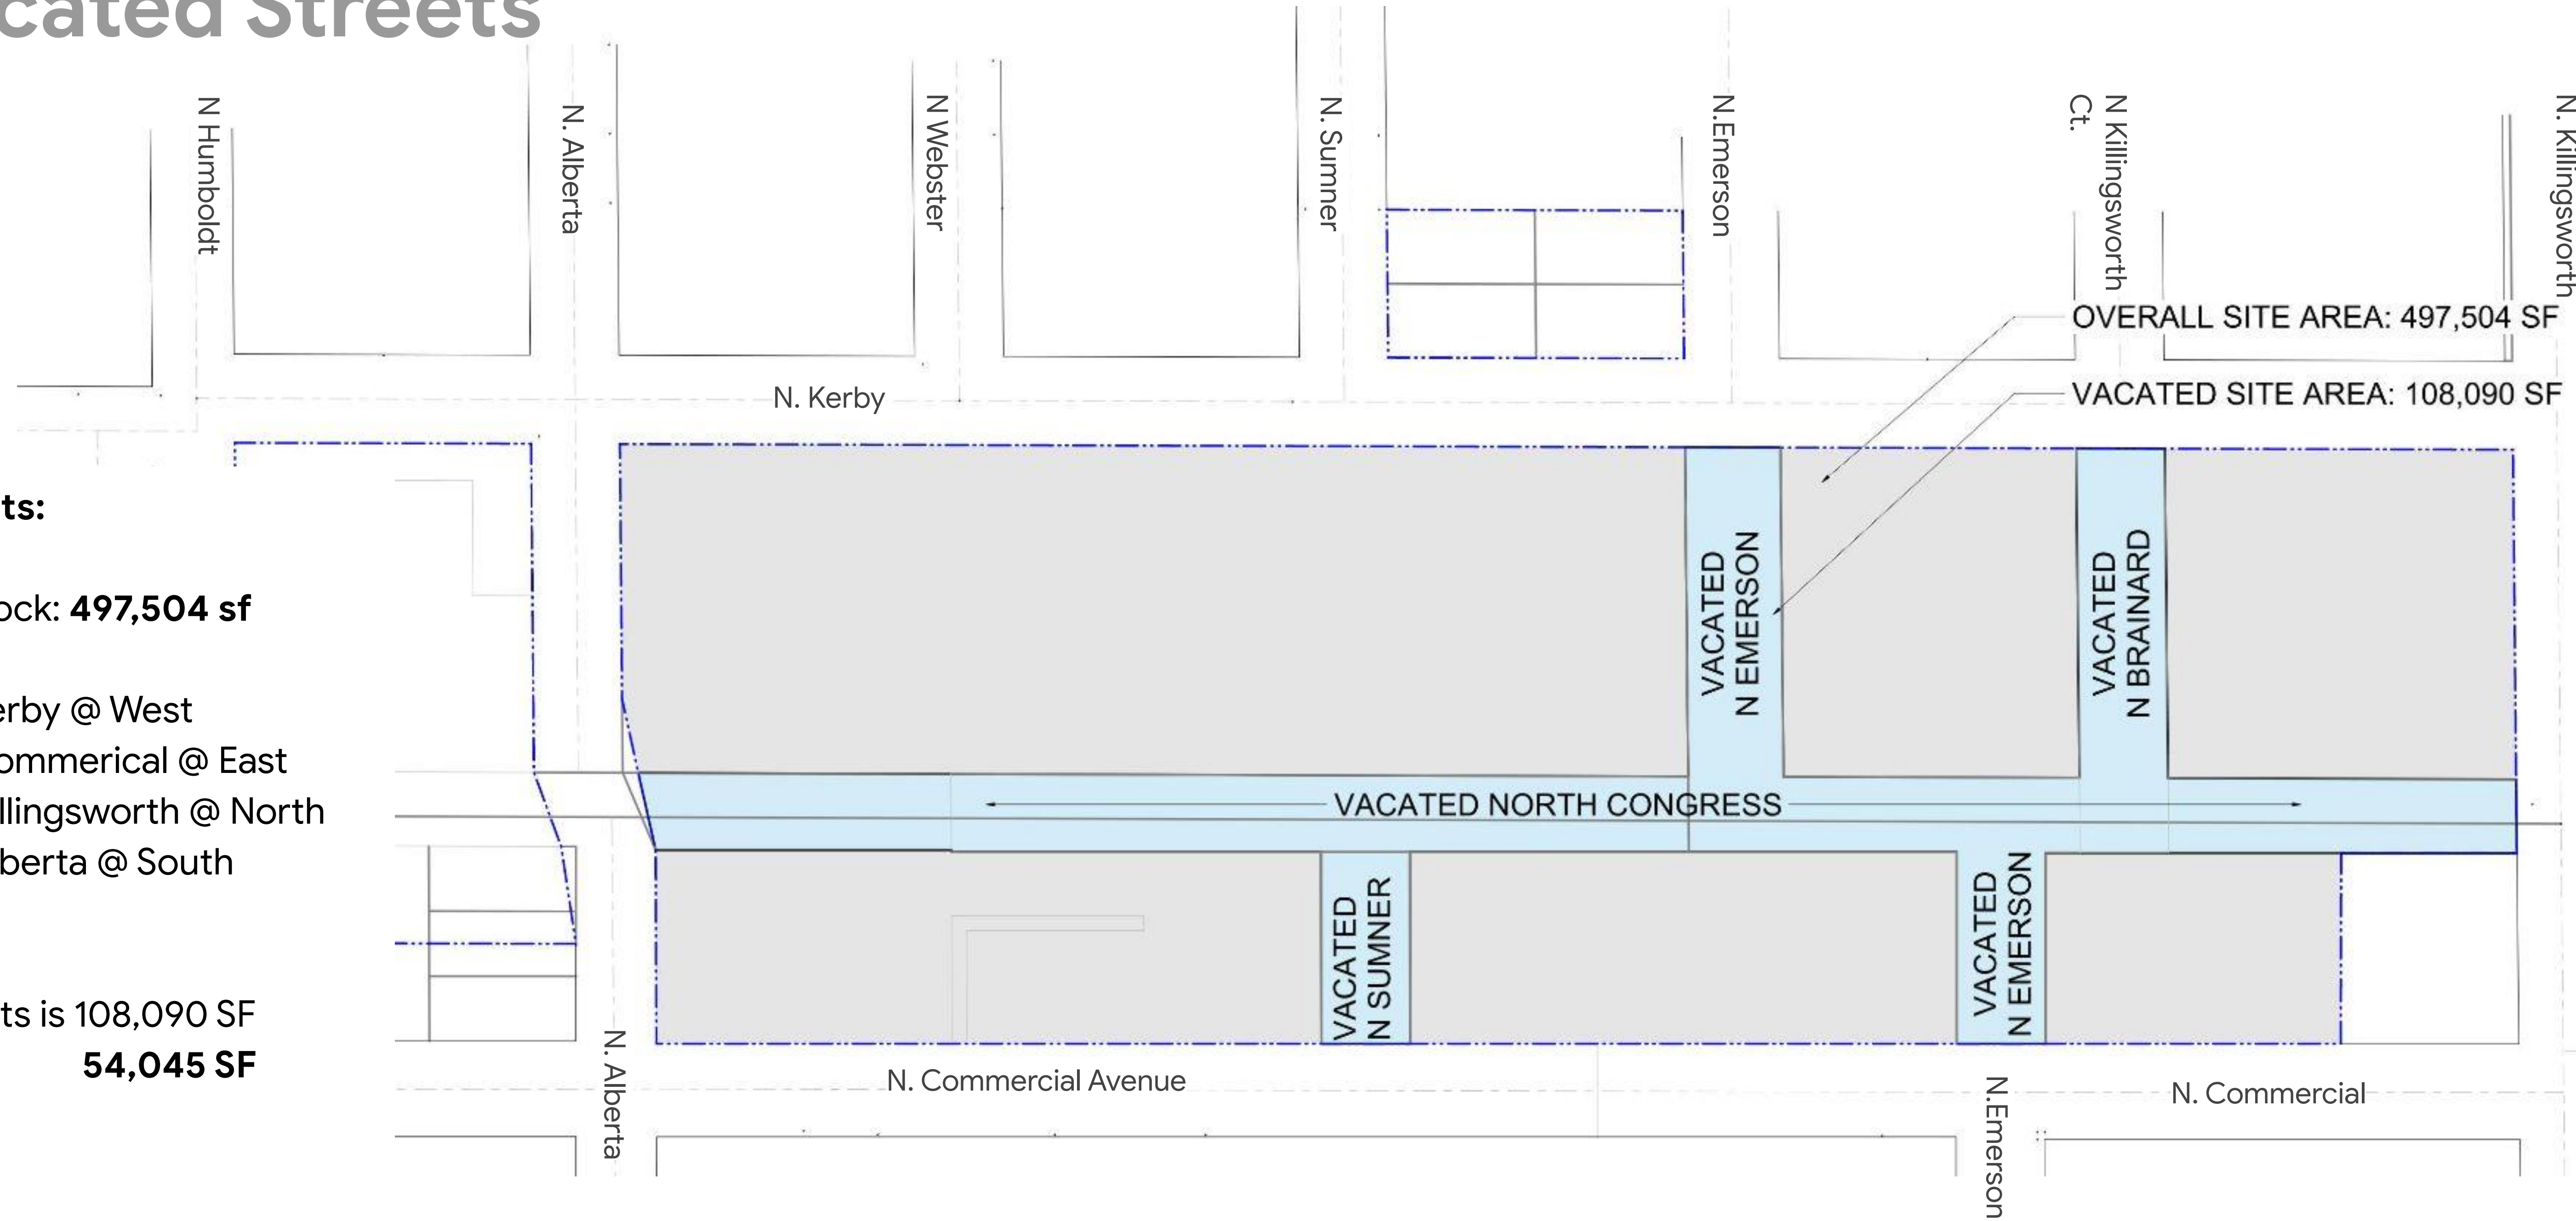 cated Streets
N Humboldt
N. Alberta
N Webster
N. Sumner
N.Emerson
N Killingsworth
Ct.
N. Killingsworth
OVERALL SITE AREA: 497,504 SF
VACATED SITE AREA: 108,090 SF
N. Kerby
ts:
ock: 497,504 sf
erby @ West
ommerical @ East
illingsworth @ North
lberta @ South
ts is 108,090 SF
54,045 SF
VACATED
N EMERSON
VACATED
N BRAINARD
VACATED NORTH CONGRESS
VACATED
N SUMNER
VACATED
N EMERSON
N. Alberta
N. Commercial Avenue
N.Emerson
N. Commercial